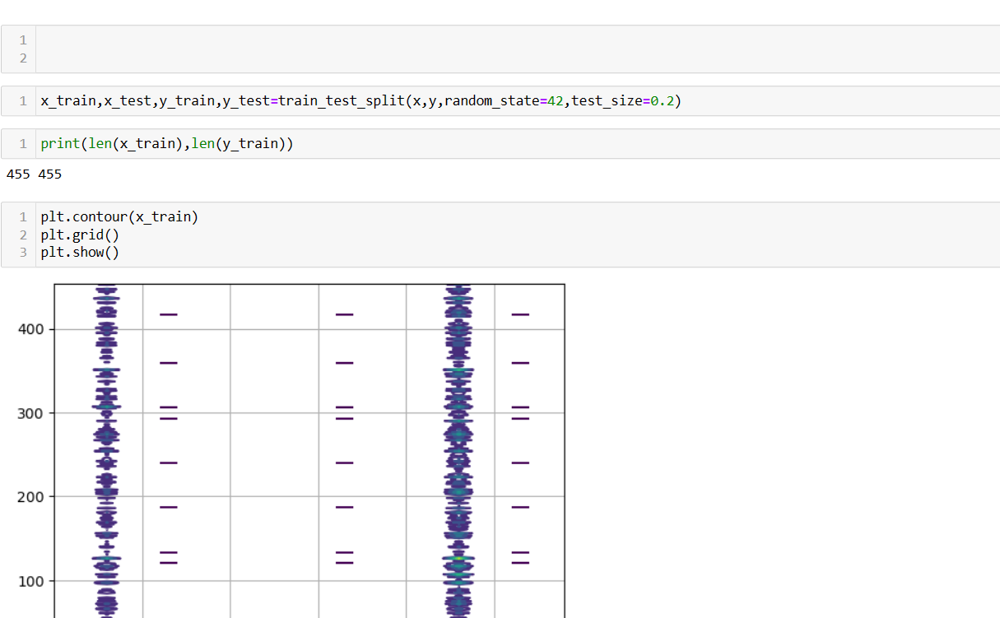 1
2
1 x_train,x_test,y_train,y_test=train_test_split(x,y,random_state=42,test_size=0.2)
1 print(len(x_train),len(y_train))
455 455
1 plt.contour(x_train)
2 plt.grid()
3 plt.show()
400
300
200
100